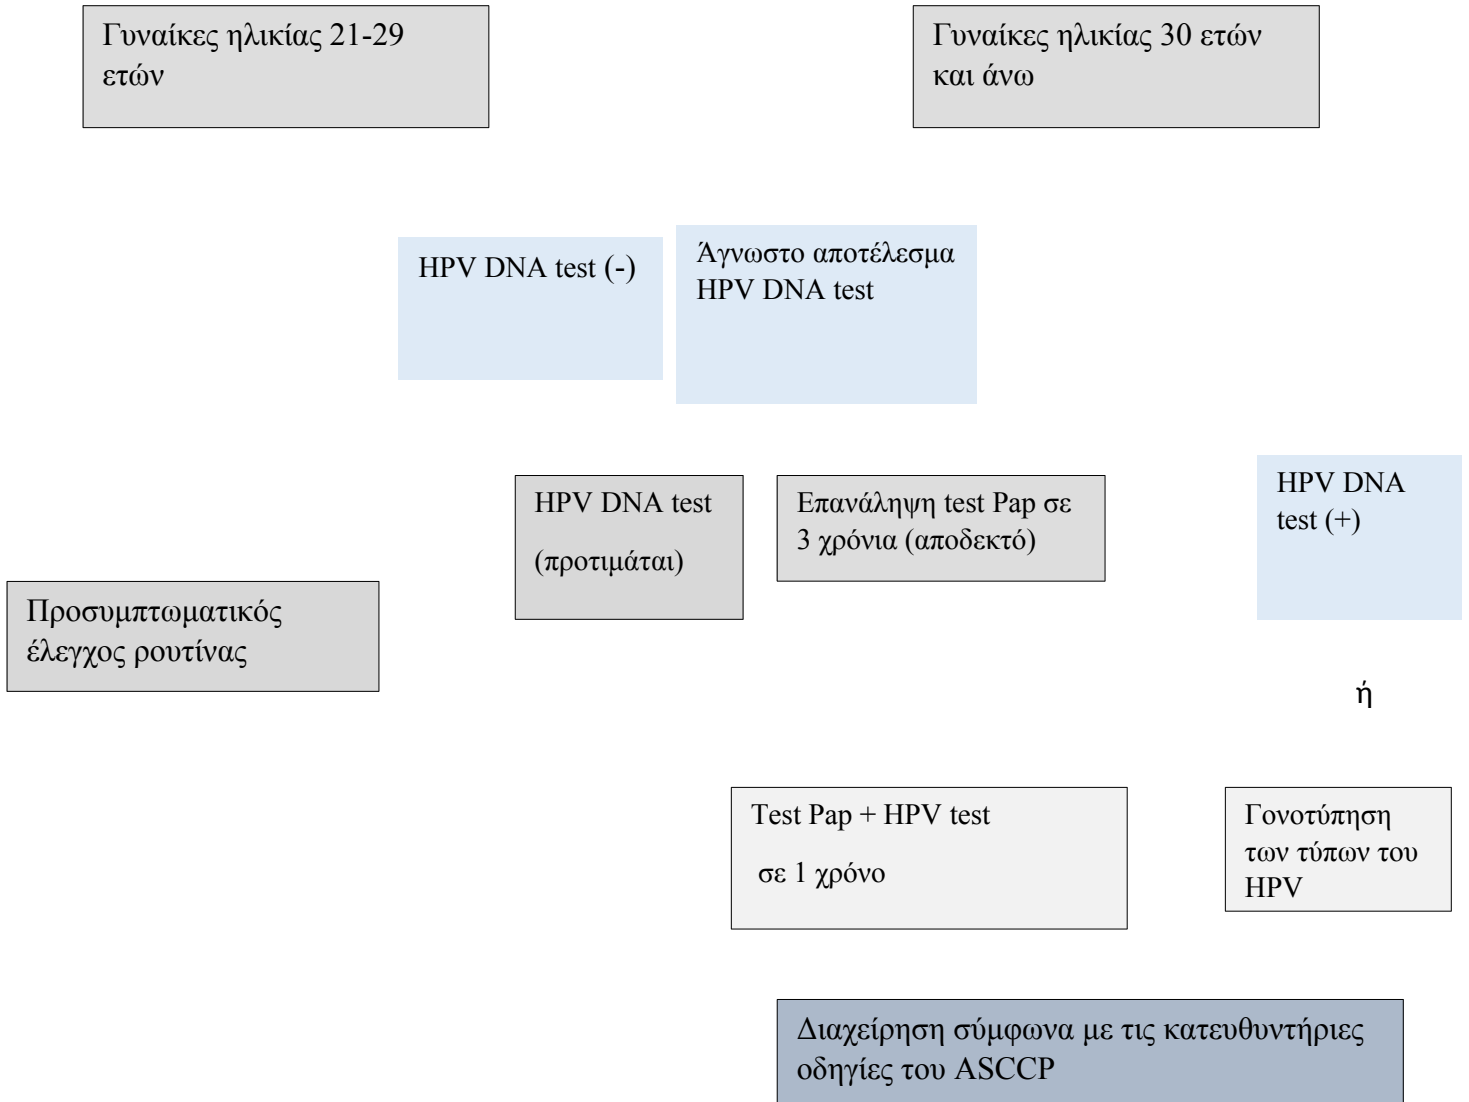 Γυναίκες ηλικίας 21-29
ετών
Γυναίκες ηλικίας 30 ετών
και άνω
HPV DNA test (-)
Άγνωστο αποτέλεσμα
HPV DNA test
HPV DNA test
(προτιμάται)
Επανάληψη test Pap σε
3 χρόνια (αποδεκτό)
HPV DNA
test (+)
Προσυμπτωματικός
έλεγχος ρουτίνας
ή
Test Pap + HPV test
σε 1 χρόνο
Γονοτύπηση
των τύπων του
HPV
Διαχείρηση σύμφωνα με τις κατευθυντήριες
οδηγίες του ASCCP